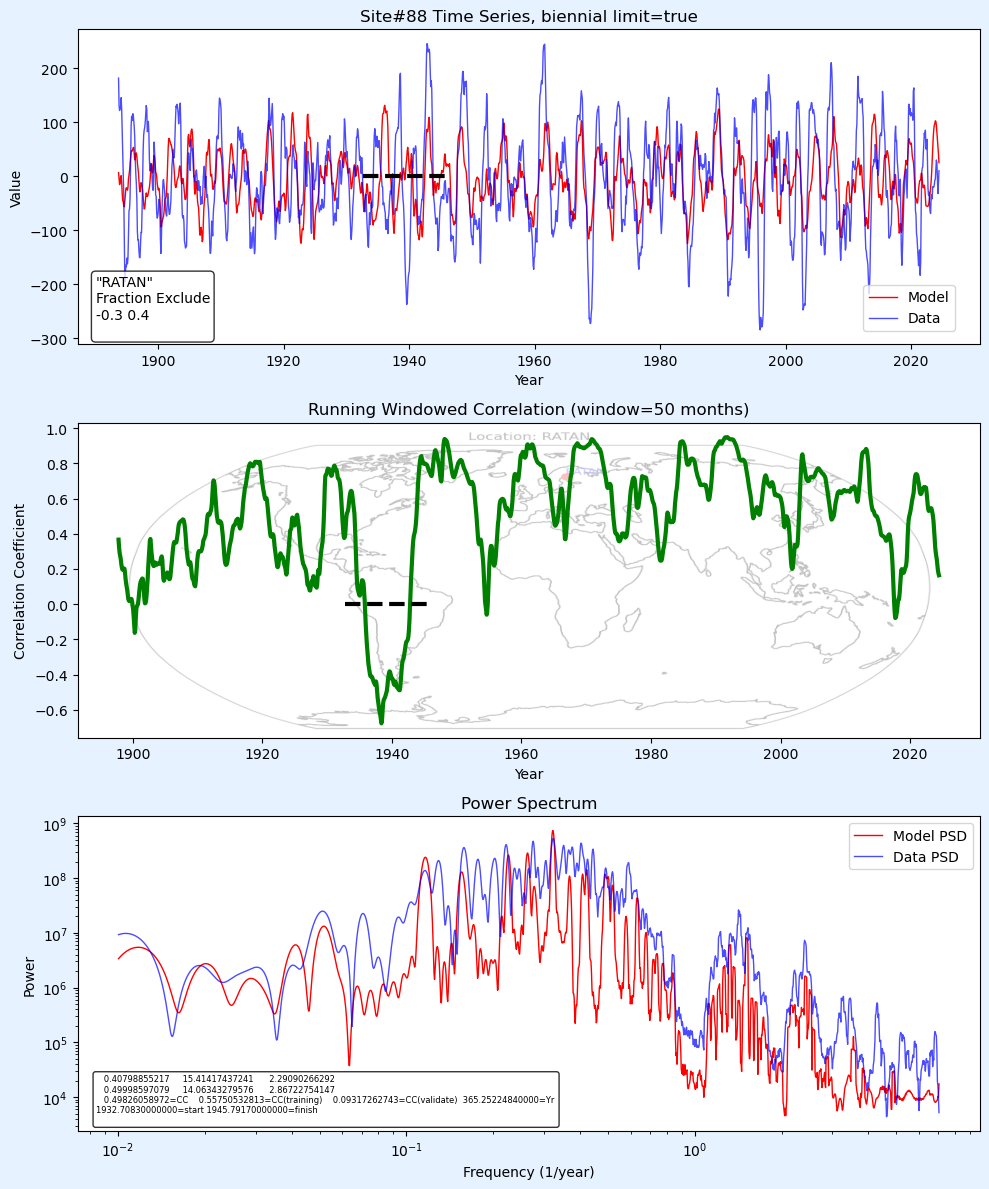 Site#88 Time Series, biennial limit=true
Value
200
100
0
−100
−200
−300
"RATAN"
Fraction Exclude
-0.3 0.4
Model
Data
1900
1920
1940
1960
1980
2000
2020
Year
Running Windowed Correlation (window=50 months)
Location: RATAN
Correlation Coefficient
1.0
0.8
0.6
0.4
0.2
0.0
−0.2
−0.4
−0.6
1900
1920
1940
1960
1980
2000
2020
Year
Power Spectrum
Power
10⁹
10⁸
10⁷
10⁶
10⁵
10⁴
Model PSD
Data PSD
0.40798855217 15.41417437241 2.29090266292
0.49998597079 14.06343279576 2.86722754147
0.49826058972=CC 0.55750532813=CC(training) 0.09317262743=CC(validate) 365.25224840000=Yr
1932.70830000000=start 1945.79170000000=finish
10⁻²
10⁻¹
10⁰
Frequency (1/year)